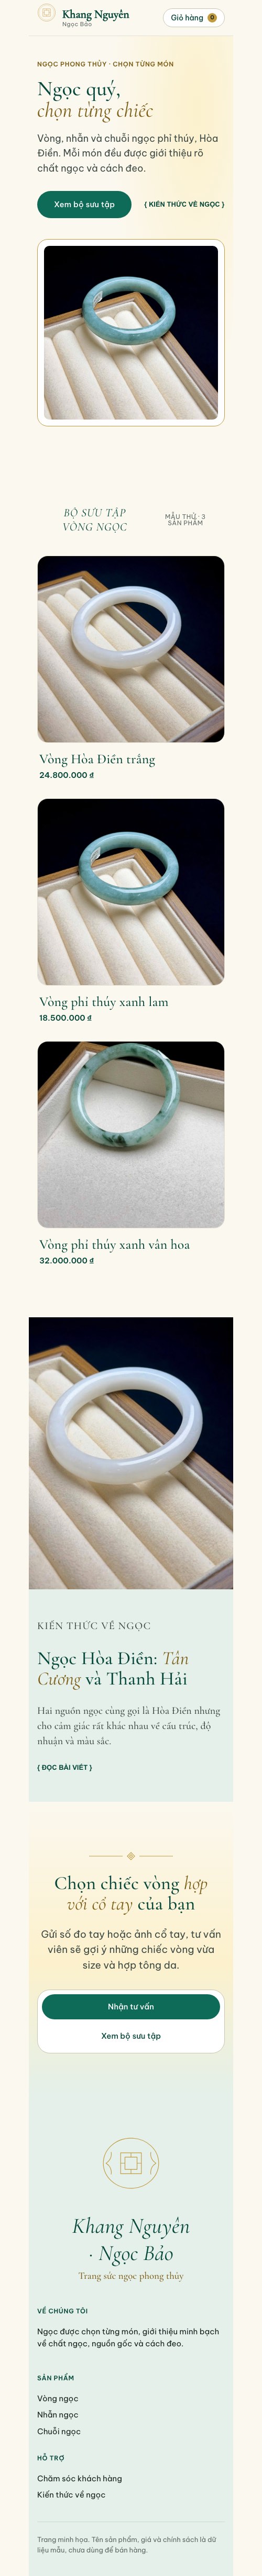 Khang Nguyên
Ngọc Bảo
Giỏ hàng 0
NGỌC PHONG THỦY · CHỌN TỪNG MÓN
Ngọc quý,
chọn từng chiếc
Vòng, nhẫn và chuỗi ngọc phỉ thúy, Hòa
Điền. Mỗi món đều được giới thiệu rõ
chất ngọc và cách đeo.
Xem bộ sưu tập
{ KIẾN THỨC VỀ NGỌC }
BỘ SƯU TẬP
VÒNG NGỌC
MẪU THỬ · 3
SẢN PHẨM
Vòng Hòa Điền trắng
24.800.000 ₫
Vòng phỉ thúy xanh lam
18.500.000 ₫
Vòng phỉ thúy xanh vân hoa
32.000.000 ₫
KIẾN THỨC VỀ NGỌC
Ngọc Hòa Điền: Tân
Cương và Thanh Hải
Hai nguồn ngọc cùng gọi là Hòa Điền nhưng
cho cảm giác rất khác nhau về cấu trúc, độ
nhuận và màu sắc.
{ ĐỌC BÀI VIẾT }
Chọn chiếc vòng hợp
với cổ tay của bạn
Gửi số đo tay hoặc ảnh cổ tay, tư vấn
viên sẽ gợi ý những chiếc vòng vừa
size và hợp tông da.
Nhận tư vấn
Xem bộ sưu tập
Khang Nguyên
· Ngọc Bảo
Trang sức ngọc phong thủy
VỀ CHÚNG TÔI
Ngọc được chọn từng món, giới thiệu minh bạch
về chất ngọc, nguồn gốc và cách đeo.
SẢN PHẨM
Vòng ngọc
Nhẫn ngọc
Chuỗi ngọc
HỖ TRỢ
Chăm sóc khách hàng
Kiến thức về ngọc
Trang minh họa. Tên sản phẩm, giá và chính sách là dữ
liệu mẫu, chưa dùng để bán hàng.